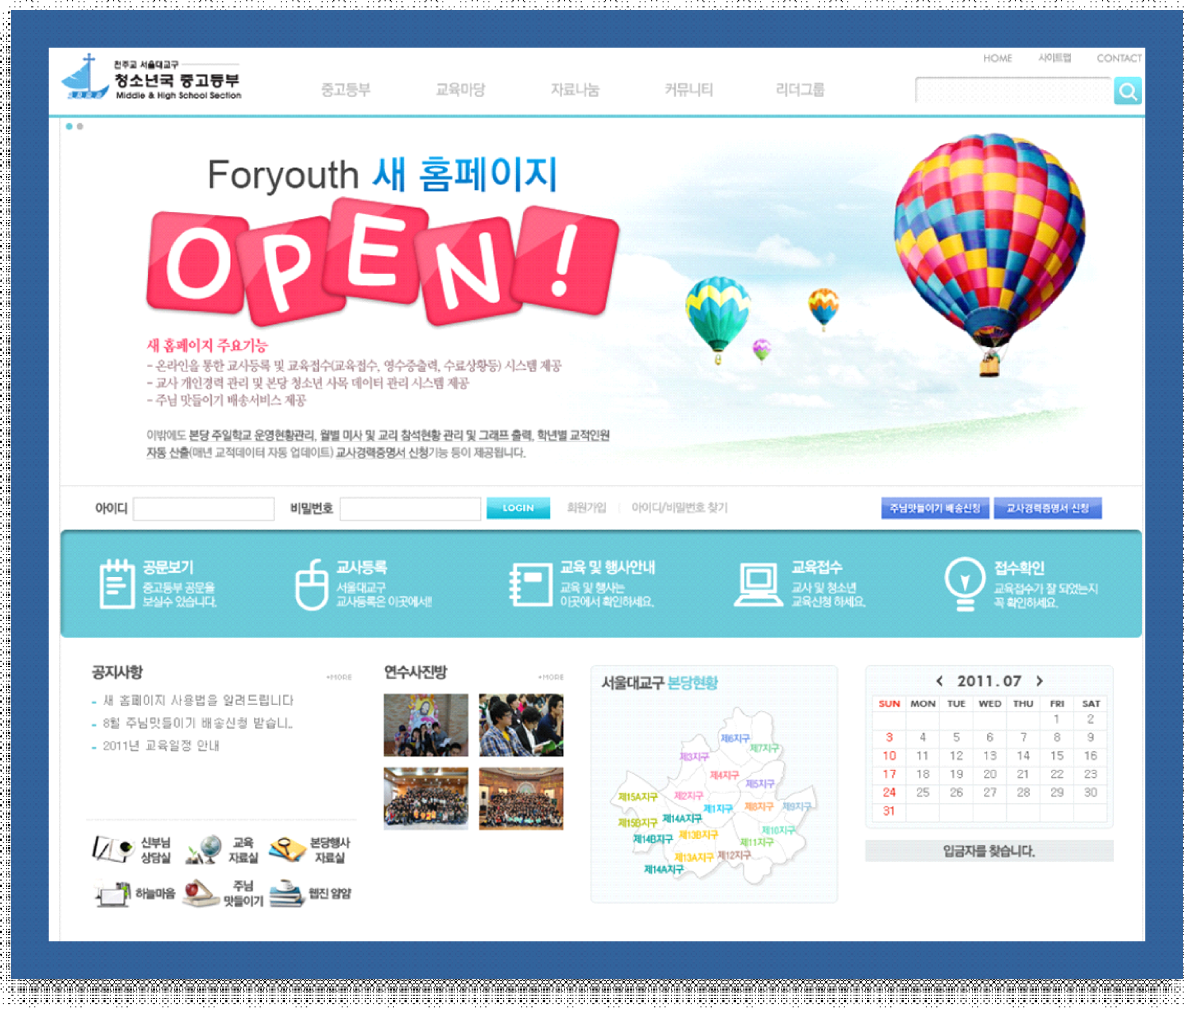 HOME 사이트맵 CONTACT
천주교 서울대교구
청소년국 중고등부
Middle & High School Section
중고등부 교육마당 자료나눔 커뮤니티 리더그룹
Foryouth 새 홈페이지
OPEN!
새 홈페이지 주요기능
- 온라인을 통한 교사등록 및 교육접수(교육접수, 영수증출력, 수료상황등) 시스템 제공
- 교사 개인경력 관리 및 본당 청소년 사목 데이터 관리 시스템 제공
- 주님 맛들이기 배송서비스 제공
이밖에도 본당 주일학교 운영현황관리, 월별 미사 및 교리 참석현황 관리 및 그래프 출력, 학년별 교적인원
자동 산출(매년 교적데이터 자동 업데이트) 교사경력증명서 신청기능 등이 제공됩니다.
아이디 비밀번호 LOGIN 회원가입 | 아이디/비밀번호 찾기 주님맛들이기 배송신청 교사경력증명서 신청
공문보기
중고등부 공문을
보실수 있습니다.
교사등록
서울대교구
교사등록은 이곳에서!!
교육 및 행사안내
교육 및 행사는
이곳에서 확인하세요.
교육접수
교사 및 청소년
교육신청 하세요.
접수확인
교육접수가 잘 되었는지
꼭 확인하세요.
공지사항 +MORE
- 새 홈페이지 사용법을 알려드립니다
- 8월 주님맛들이기 배송신청 받습니..
- 2011년 교육일정 안내
신부님
상담실
교육
자료실
본당행사
자료실
하늘마음
주님
맛들이기
웹진 얌얌
연수사진방 +MORE
서울대교구 본당현황
제6지구
제7지구
제3지구
제4지구
제5지구
제15A지구
제2지구
제1지구
제8지구
제9지구
제15B지구
제14A지구
제10지구
제14B지구
제13B지구
제11지구
제13A지구
제12지구
제14A지구
< 2011.07 >
SUN MON TUE WED THU FRI SAT
1 2
3 4 5 6 7 8 9
10 11 12 13 14 15 16
17 18 19 20 21 22 23
24 25 26 27 28 29 30
31
입금자를 찾습니다.